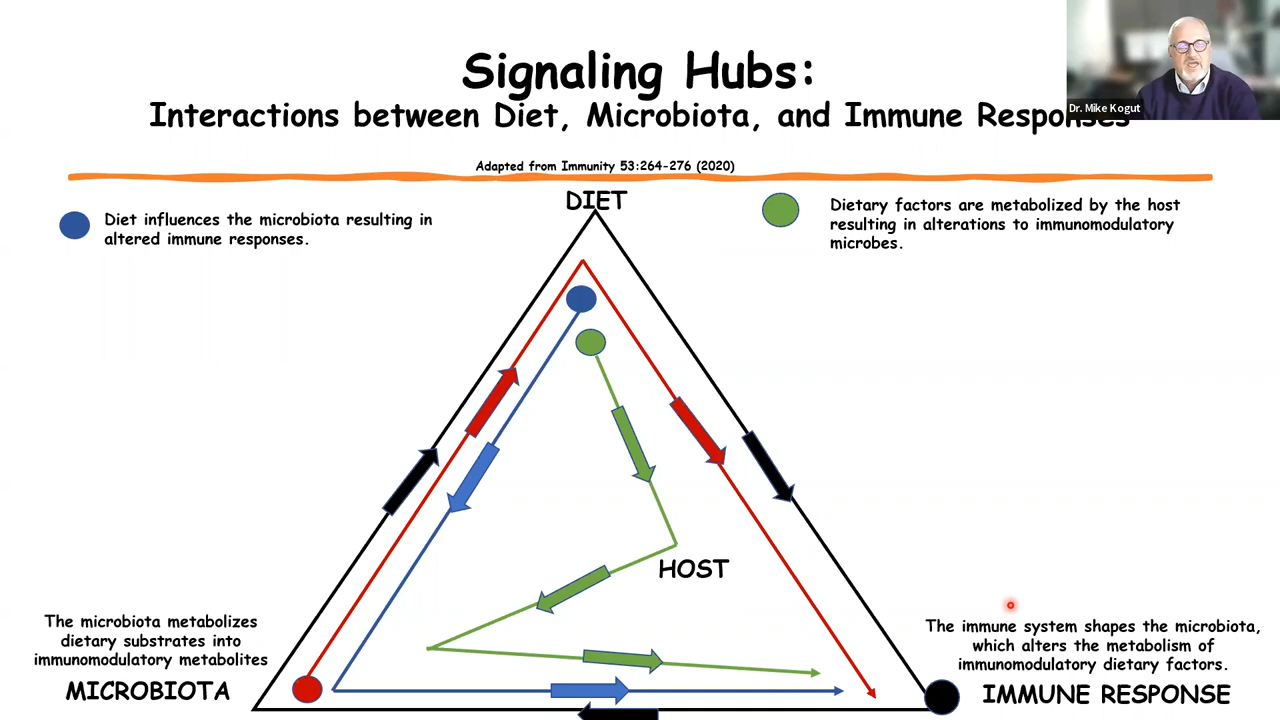 Signaling Hubs:
Interactions between Diet, Microbiota, and Immune Responses
Dr. Mike Kogut
Adapted from Immunity 53:264-276 (2020)
DIET
Diet influences the microbiota resulting in
altered immune responses.
Dietary factors are metabolized by the host
resulting in alterations to immunomodulatory
microbes.
HOST
The microbiota metabolizes
dietary substrates into
immunomodulatory metabolites
MICROBIOTA
The immune system shapes the microbiota,
which alters the metabolism of
immunomodulatory dietary factors.
IMMUNE RESPONSE